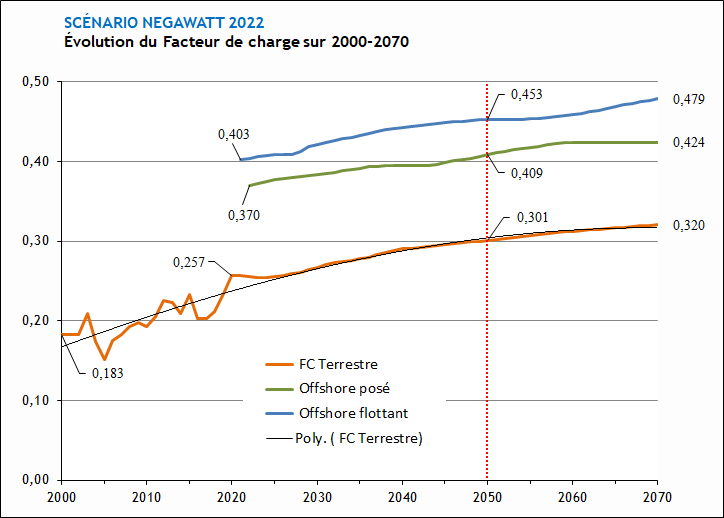 SCÉNARIO NEGAWATT 2022
Évolution du Facteur de charge sur 2000-2070
0,50
0,40
0,30
0,20
0,10
0,00
0,403
0,453
0,479
0,370
0,409
0,424
0,257
0,301
0,320
0,183
FC Terrestre
Offshore posé
Offshore flottant
Poly. ( FC Terrestre)
2000 2010 2020 2030 2040 2050 2060 2070